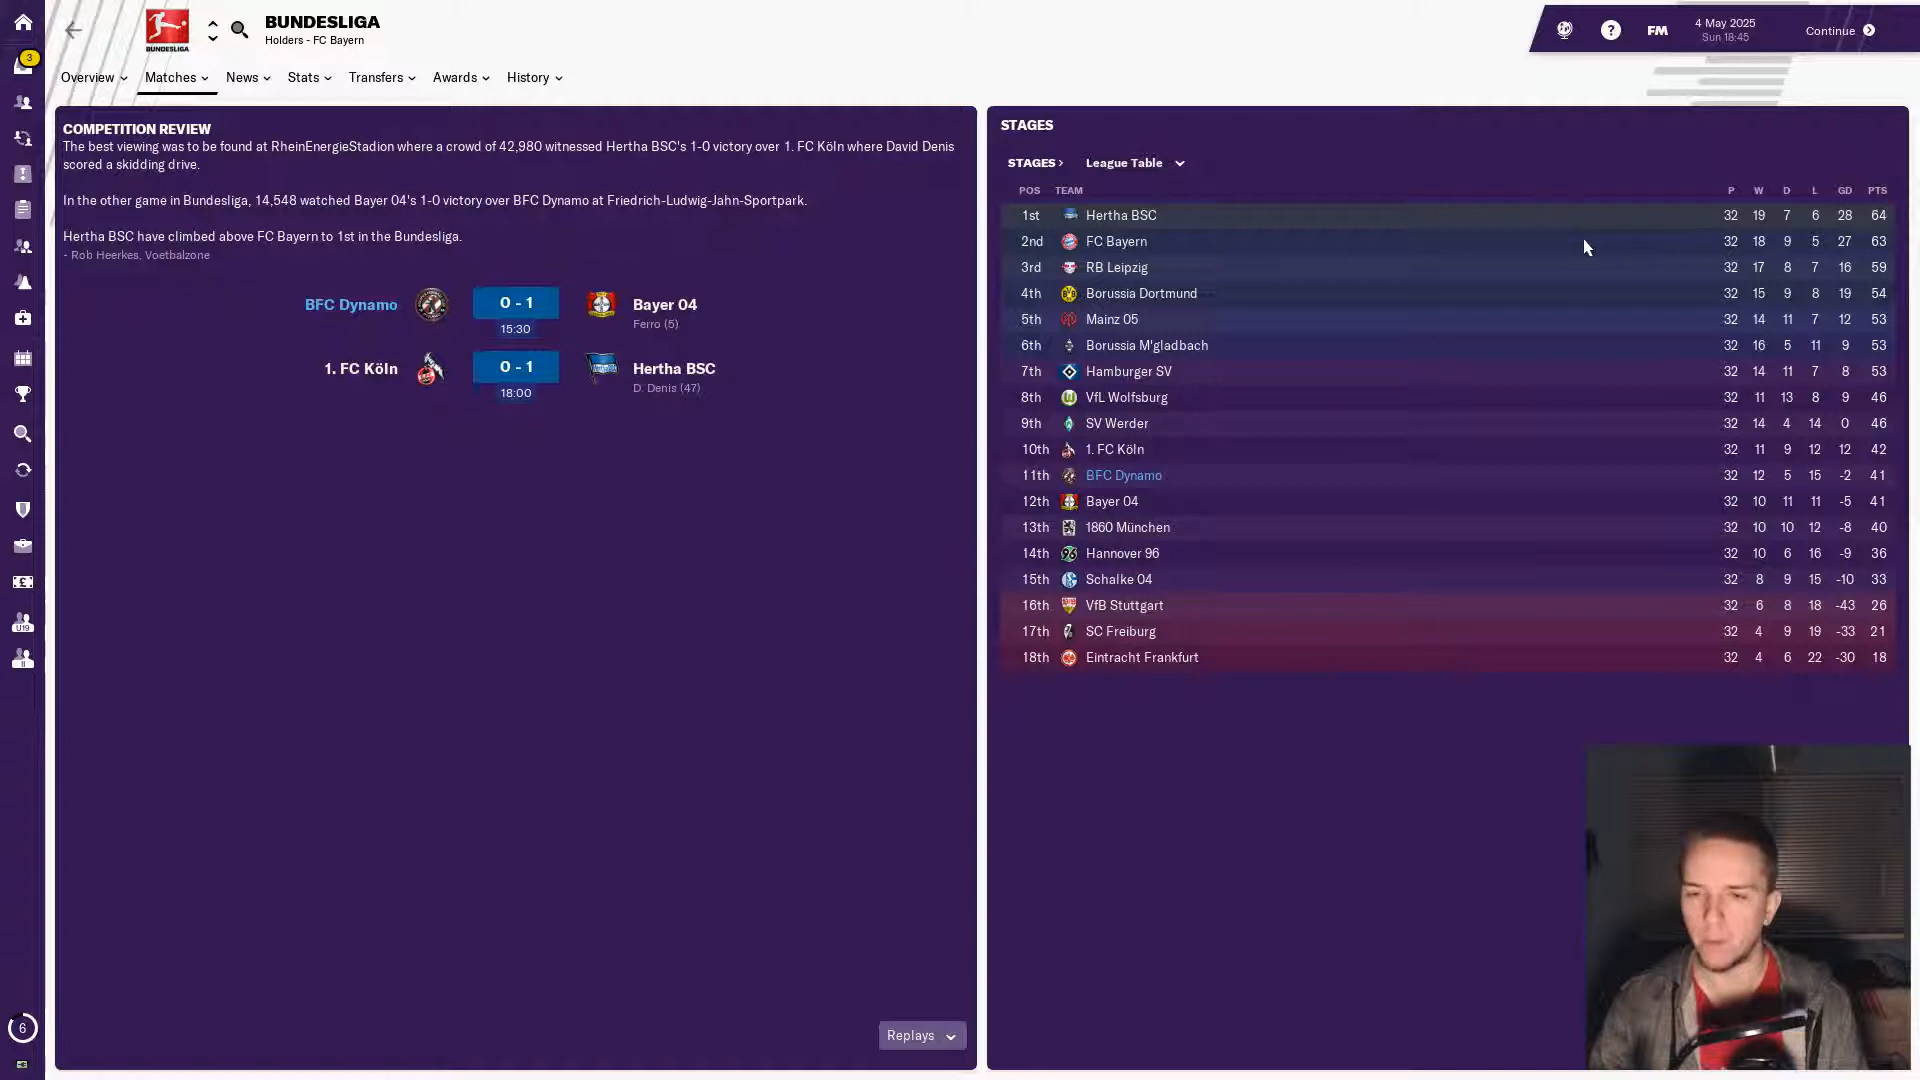 BUNDESLIGA
Holders - FC Bayern
4 May 2025
Sun 18:45
FM
Continue
3
Overview
Matches
News
Stats
Transfers
Awards
History
COMPETITION REVIEW
The best viewing was to be found at RheinEnergieStadion where a crowd of 42,980 witnessed Hertha BSC's 1-0 victory over 1. FC Köln where David Denis
scored a skidding drive.
In the other game in Bundesliga, 14,548 watched Bayer 04's 1-0 victory over BFC Dynamo at Friedrich-Ludwig-Jahn-Sportpark.
Hertha BSC have climbed above FC Bayern to 1st in the Bundesliga.
- Rob Heerkes, Voetbalzone
BFC Dynamo 0 - 1 Bayer 04
15:30 Ferro (5)
1. FC Köln 0 - 1 Hertha BSC
18:00 D. Denis (47)
Replays
STAGES
STAGES > League Table
POS TEAM P W D L GD PTS
1st Hertha BSC 32 19 7 6 28 64
2nd FC Bayern 32 18 9 5 27 63
3rd RB Leipzig 32 17 8 7 16 59
4th Borussia Dortmund 32 15 9 8 19 54
5th Mainz 05 32 14 11 7 12 53
6th Borussia M'gladbach 32 16 5 11 9 53
7th Hamburger SV 32 14 11 7 8 53
8th VfL Wolfsburg 32 11 13 8 9 46
9th SV Werder 32 14 4 14 0 46
10th 1. FC Köln 32 11 9 12 12 42
11th BFC Dynamo 32 12 5 15 -2 41
12th Bayer 04 32 10 11 11 -5 41
13th 1860 München 32 10 10 12 -8 40
14th Hannover 96 32 10 6 16 -9 36
15th Schalke 04 32 8 9 15 -10 33
16th VfB Stuttgart 32 6 8 18 -43 26
17th SC Freiburg 32 4 9 19 -33 21
18th Eintracht Frankfurt 32 4 6 22 -30 18
U19
II
6